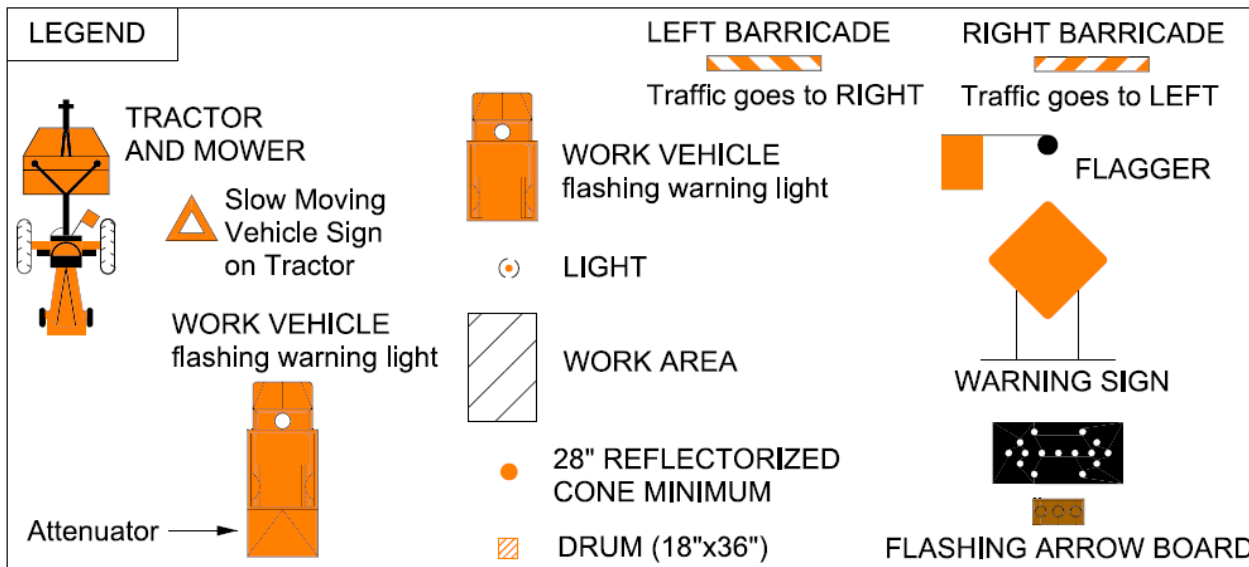 LEGEND
TRACTOR
AND MOWER
Slow Moving
Vehicle Sign
on Tractor
WORK VEHICLE
flashing warning light
Attenuator
WORK VEHICLE
flashing warning light
LIGHT
WORK AREA
28" REFLECTORIZED
CONE MINIMUM
DRUM (18"x36")
LEFT BARRICADE
Traffic goes to RIGHT
RIGHT BARRICADE
Traffic goes to LEFT
FLAGGER
WARNING SIGN
FLASHING ARROW BOARD